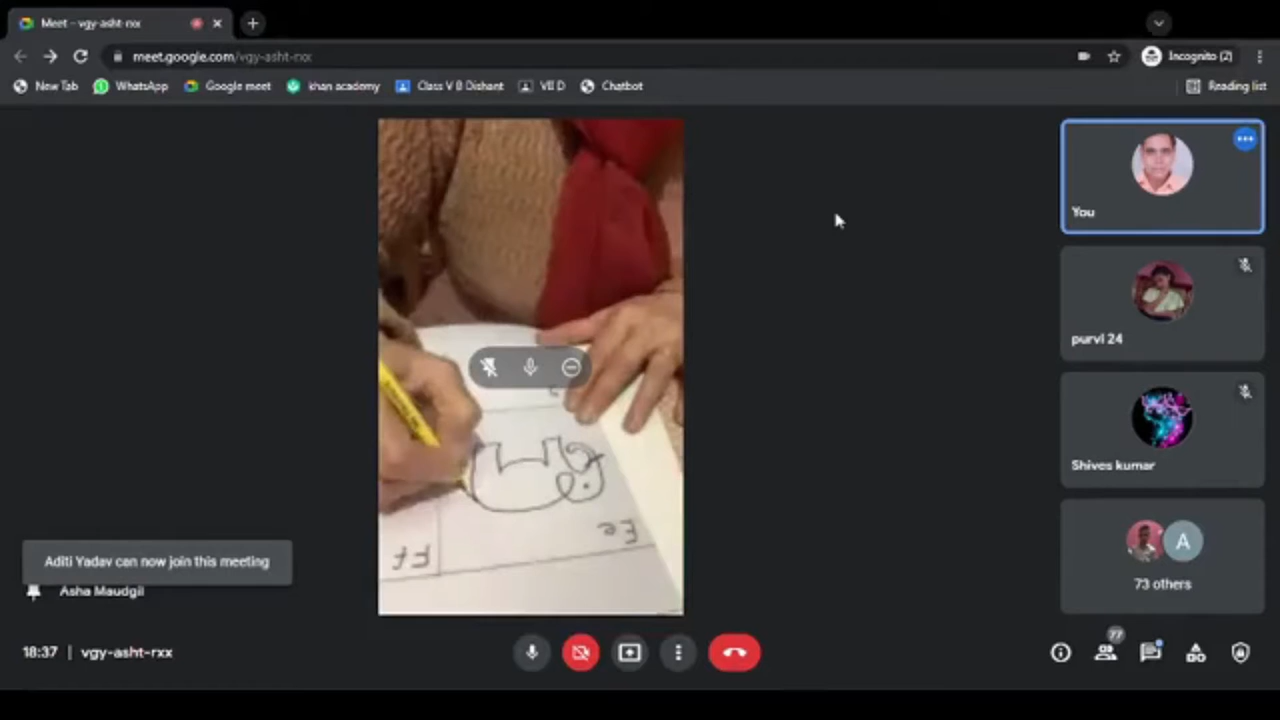 Meet - vgy-asht-rxx
meet.google.com/vgy-asht-rxx
Incognito (2)
New Tab
WhatsApp
Google meet
khan academy
Class V B Dishant
VII D
Chatbot
Reading list
You
purvi 24
Shives kumar
A
73 others
Ee
Ff
Aditi Yadav can now join this meeting
Asha Maudgil
18:37 | vgy-asht-rxx
77